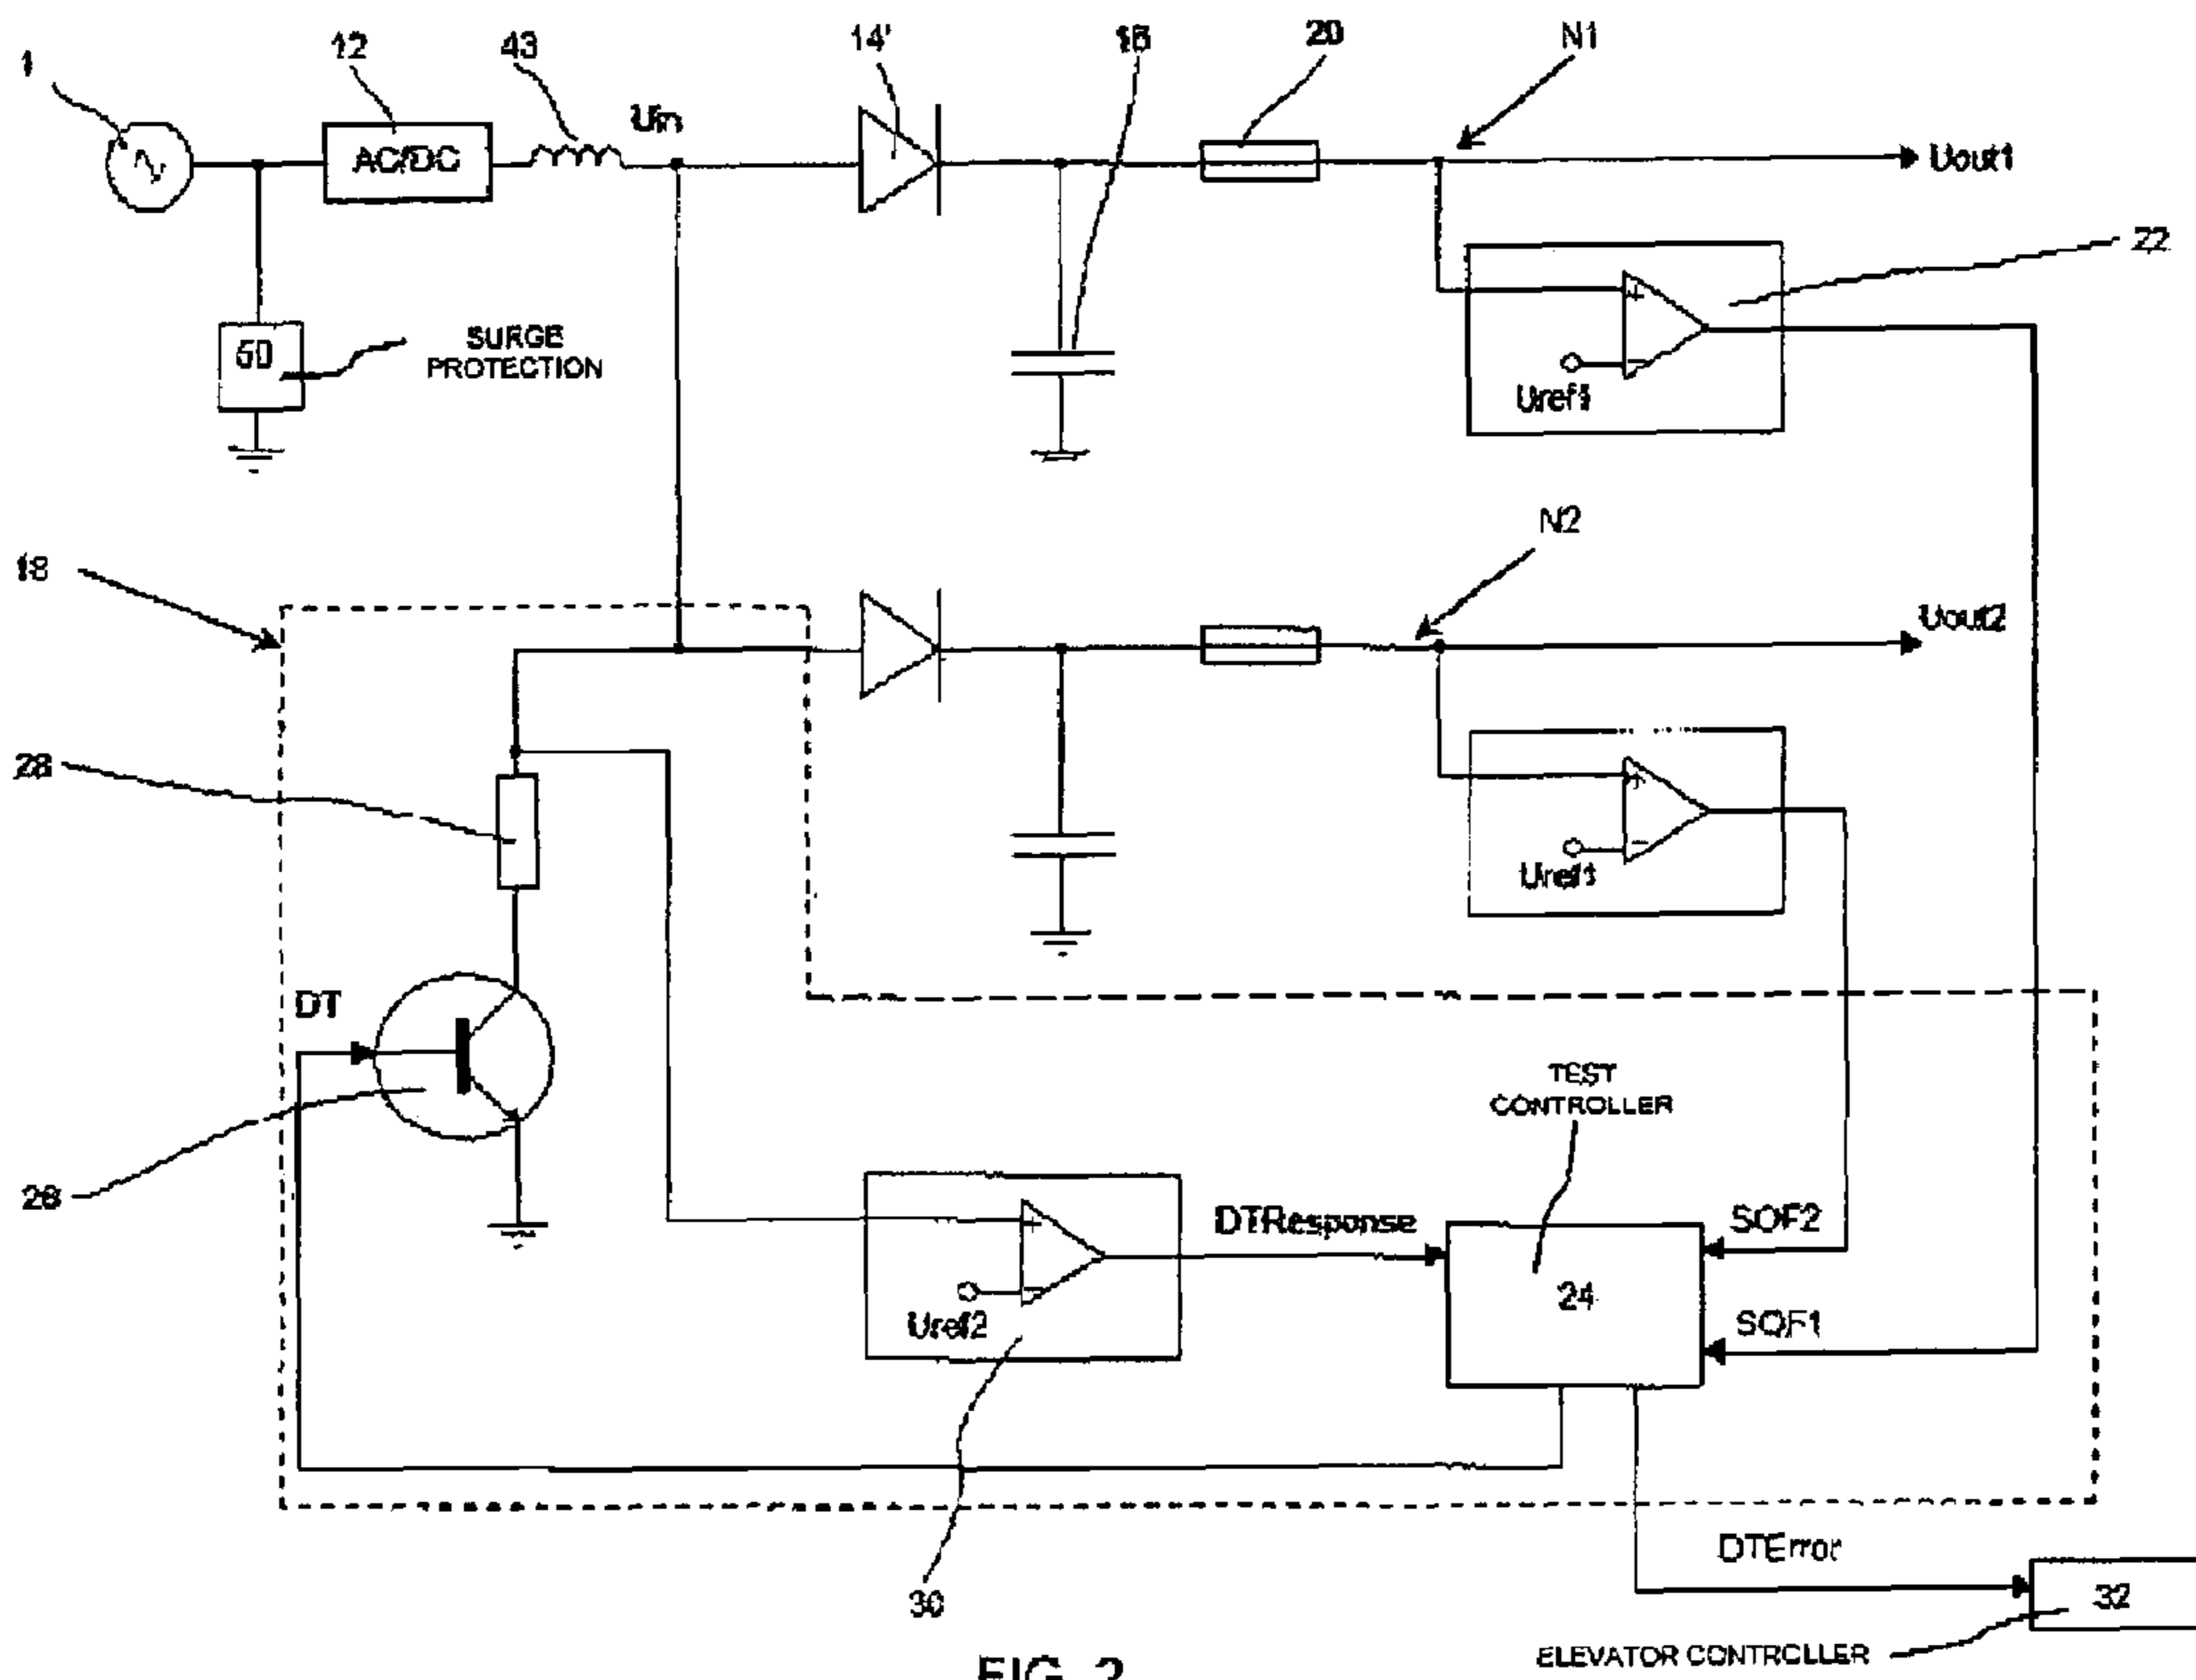 1
12
43
14'
16
20
N1
Uin
AC/DC
Uout1
22
60
SURGE
PROTECTION
+
-
Uref1
N2
18
Uout2
28
+
-
Uref1
DT
TEST
CONTROLLER
26
DTResponse
SOF2
+
-
24
Uref2
SOF1
DTError
30
32
ELEVATOR CONTROLLER
FIG. 2